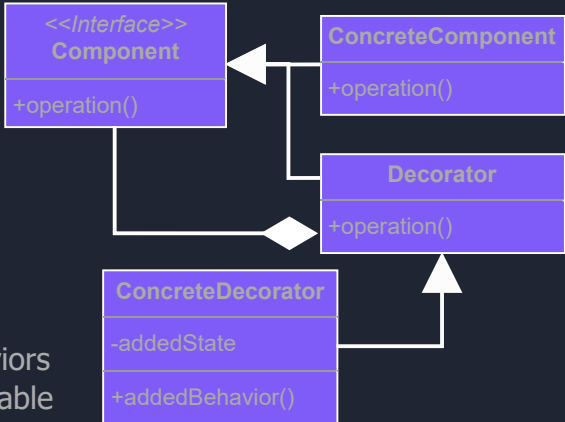 <<Interface>>
Component
+operation()
ConcreteComponent
+operation()
Decorator
+operation()
ConcreteDecorator
-addedState
+addedBehavior()